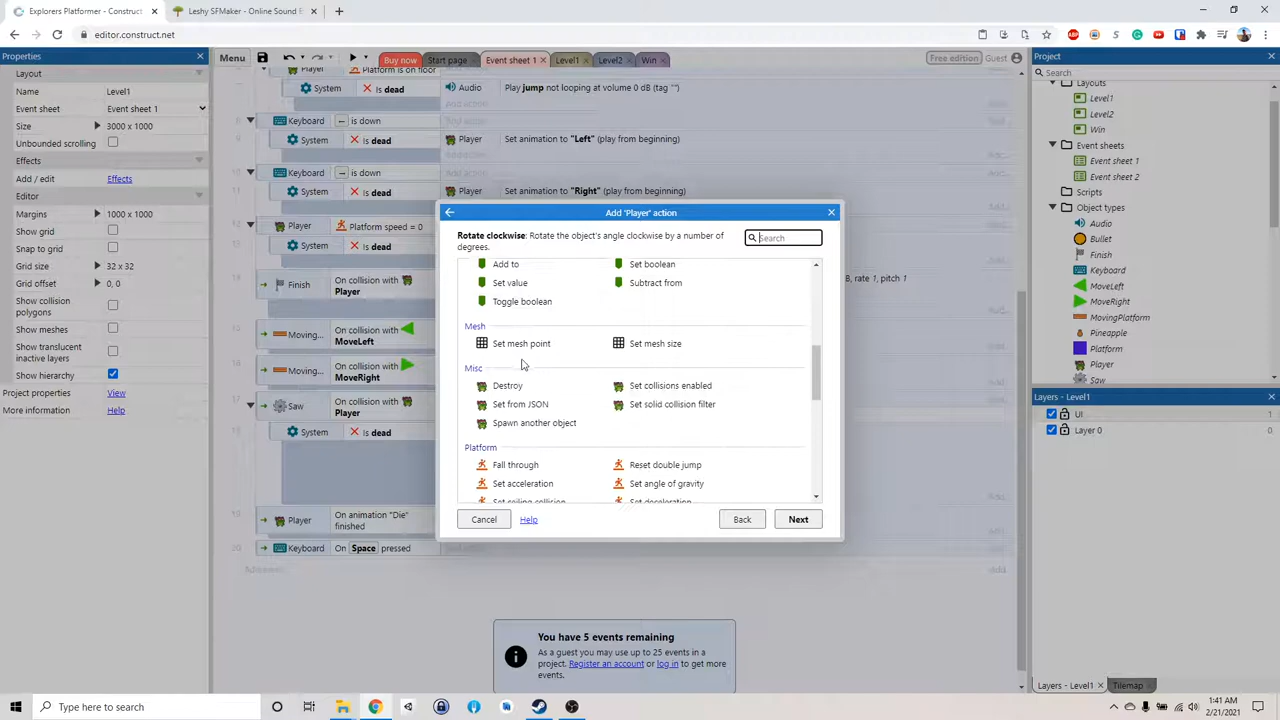 Explorers Platformer - Construct
Leshy SFMaker - Online Sound E
editor.construct.net
Properties
Menu
Buy now
Start page
Event sheet 1
Level1
Level2
Win
Free edition
Guest
Project
Layout
Name
Level1
Event sheet
Event sheet 1
Size
3000 x 1000
Unbounded scrolling
Effects
Add / edit
Effects
Editor
Margins
1000 x 1000
Show grid
Snap to grid
Grid size
32 x 32
Grid offset
0, 0
Show collision
polygons
Show meshes
Show translucent
inactive layers
Show hierarchy
Project properties
View
More information
Help
Player
Platform is on floor
System
Is dead
Audio
Play jump not looping at volume 0 dB (tag "")
8
Keyboard
is down
System
Is dead
Player
Set animation to "Left" (play from beginning)
10
Keyboard
is down
System
Is dead
Player
Set animation to "Right" (play from beginning)
Player
Platform speed = 0
System
Is dead
Finish
On collision with
Player
B, rate 1, pitch 1
Moving...
On collision with
MoveLeft
Moving...
On collision with
MoveRight
17
Saw
On collision with
Player
System
Is dead
Player
On animation "Die"
finished
20
Keyboard
On Space pressed
Add 'Player' action
Rotate clockwise: Rotate the object's angle clockwise by a number of
degrees.
Search
Add to
Set boolean
Set value
Subtract from
Toggle boolean
Mesh
Set mesh point
Set mesh size
Misc
Destroy
Set collisions enabled
Set from JSON
Set solid collision filter
Spawn another object
Platform
Fall through
Reset double jump
Set acceleration
Set angle of gravity
Set ceiling collision
Set deceleration
Cancel
Help
Back
Next
You have 5 events remaining
As a guest you may use up to 25 events in a
project. Register an account or log in to get more
events.
Search
Layouts
Level1
Level2
Win
Event sheets
Event sheet 1
Event sheet 2
Scripts
Object types
Audio
Bullet
Finish
Keyboard
MoveLeft
MoveRight
MovingPlatform
Pineapple
Platform
Player
Saw
Layers - Level1
UI
Layer 0
0
Layers - Level1
Tilemap
Type here to search
1:41 AM
2/21/2021